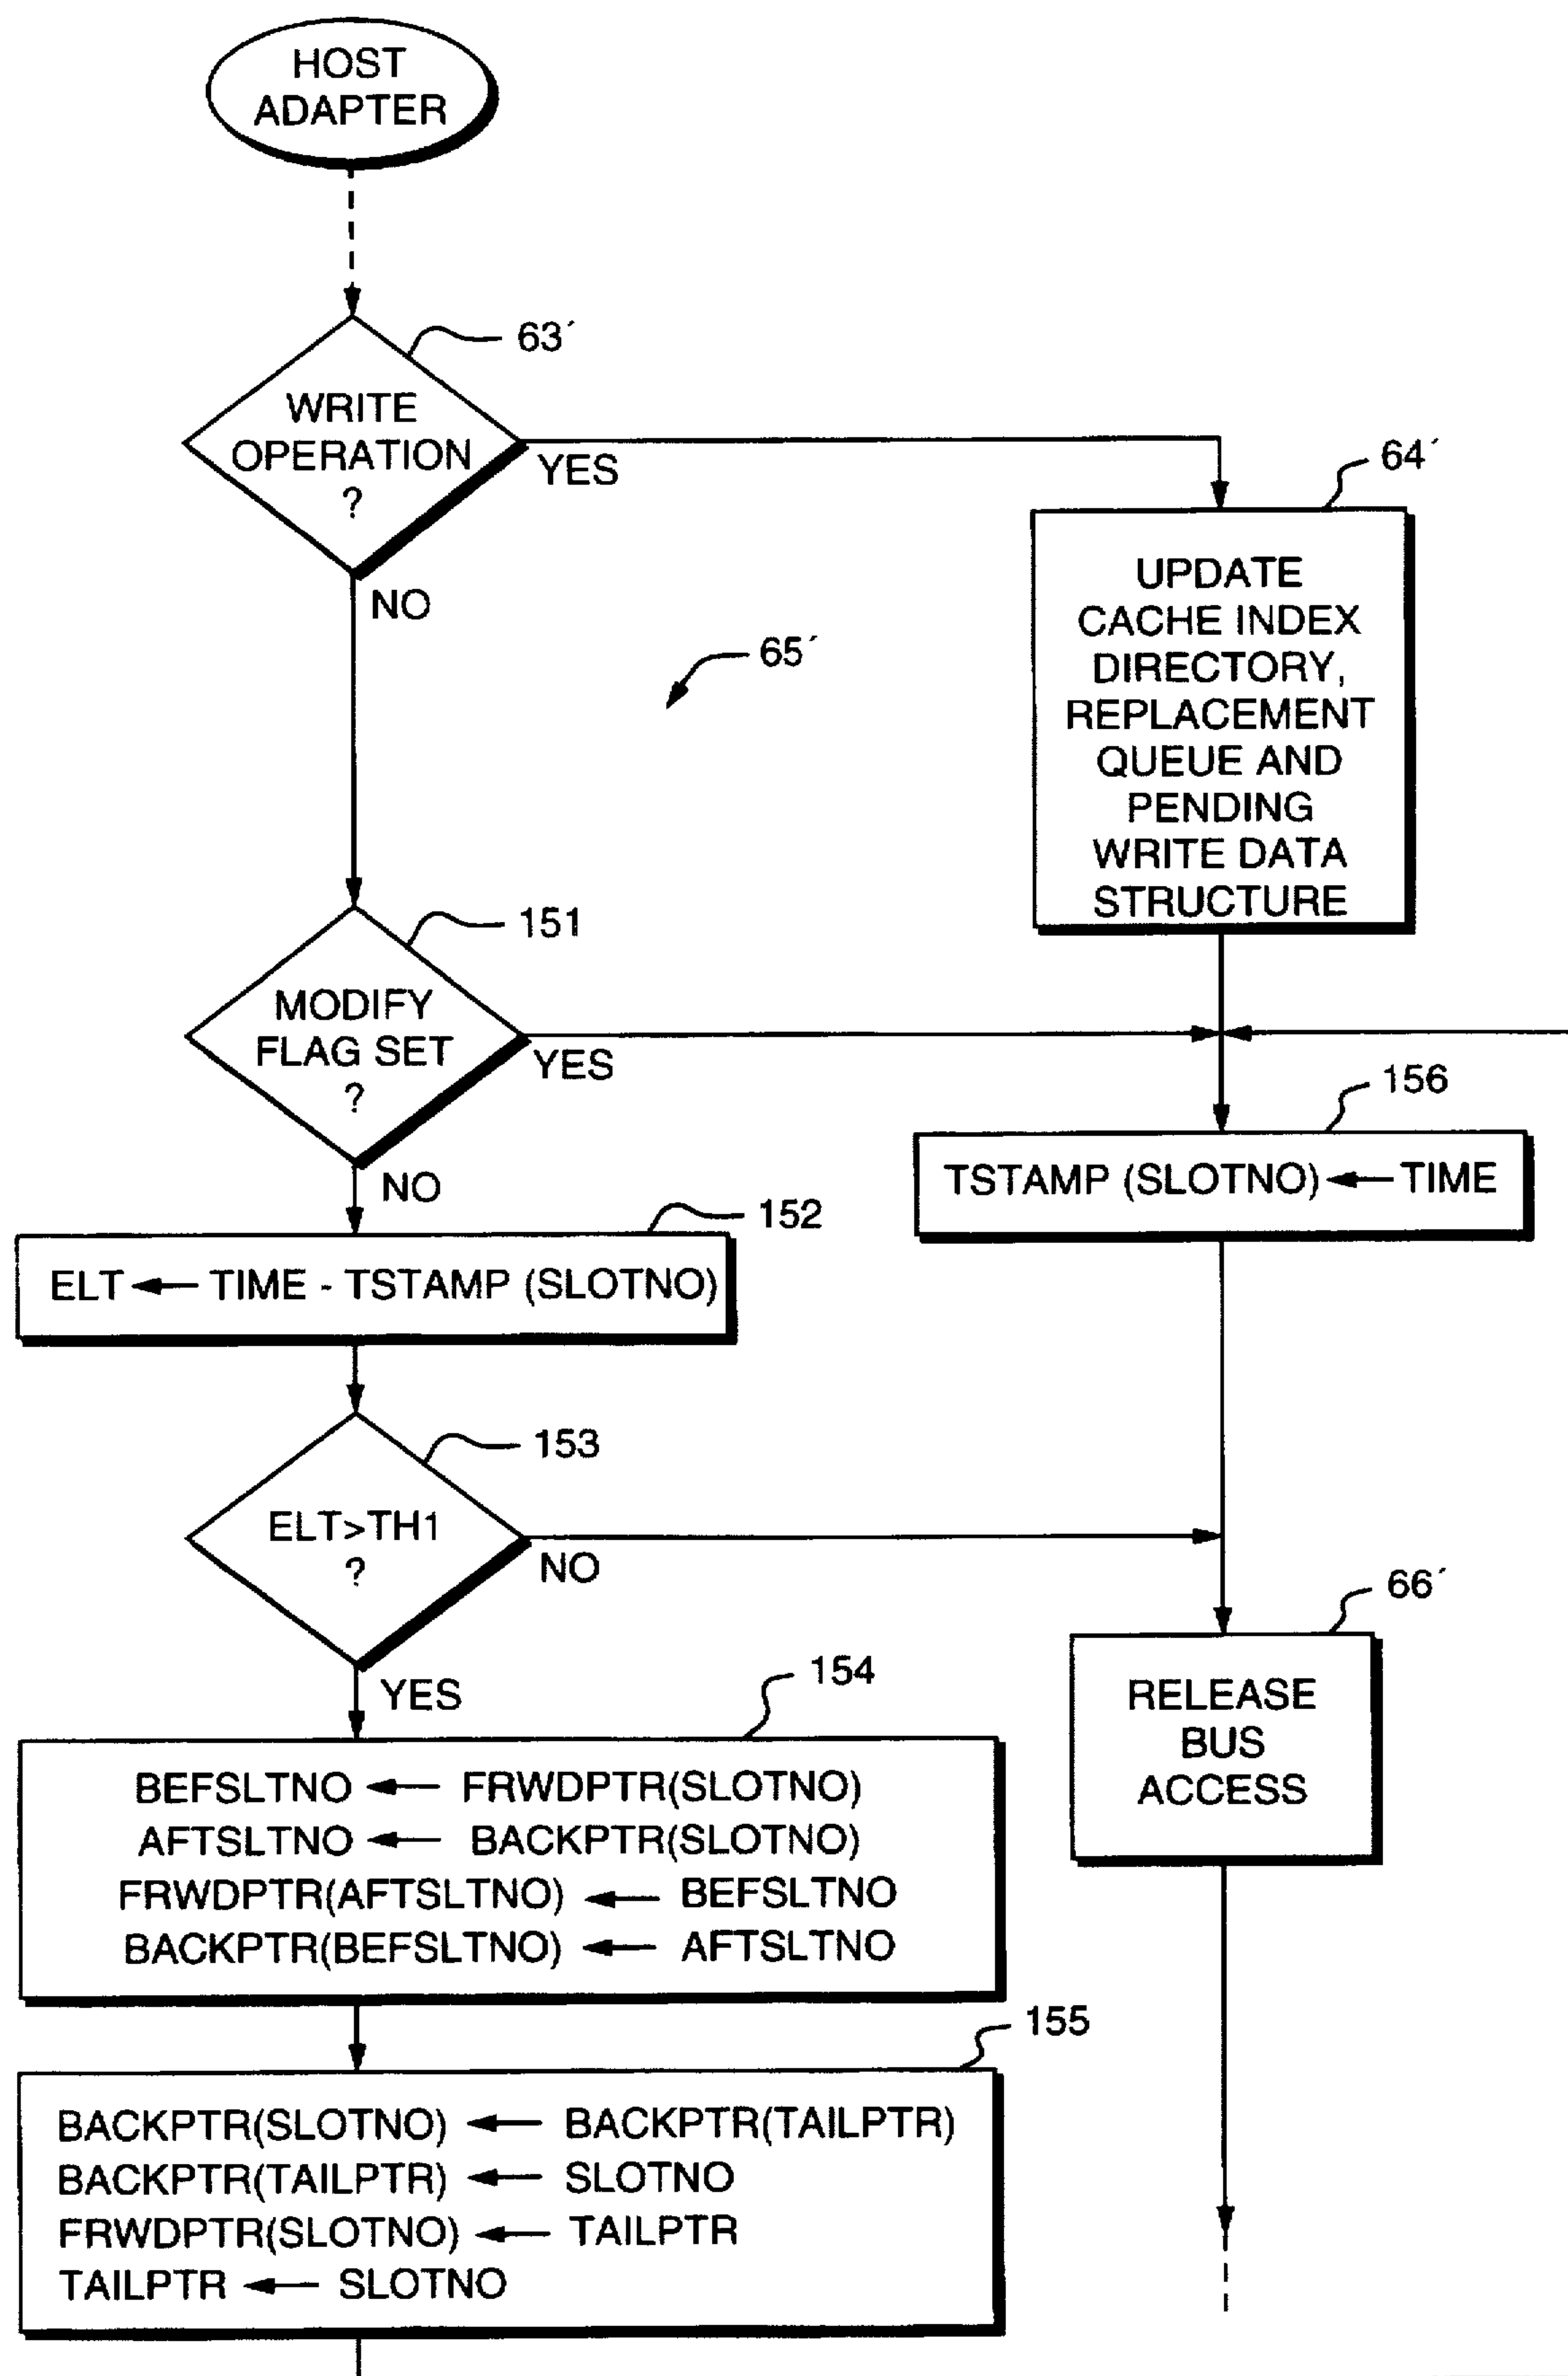 HOST
ADAPTER
63´
WRITE
OPERATION
?
YES
NO
64´
UPDATE
CACHE INDEX
DIRECTORY,
REPLACEMENT
QUEUE AND
PENDING
WRITE DATA
STRUCTURE
65´
151
MODIFY
FLAG SET
?
YES
NO
156
TSTAMP (SLOTNO) ← TIME
152
ELT ← TIME - TSTAMP (SLOTNO)
153
ELT>TH1
?
NO
YES
66´
RELEASE
BUS
ACCESS
154
BEFSLTNO ← FRWDPTR(SLOTNO)
AFTSLTNO ← BACKPTR(SLOTNO)
FRWDPTR(AFTSLTNO) ← BEFSLTNO
BACKPTR(BEFSLTNO) ← AFTSLTNO
155
BACKPTR(SLOTNO) ← BACKPTR(TAILPTR)
BACKPTR(TAILPTR) ← SLOTNO
FRWDPTR(SLOTNO) ← TAILPTR
TAILPTR ← SLOTNO